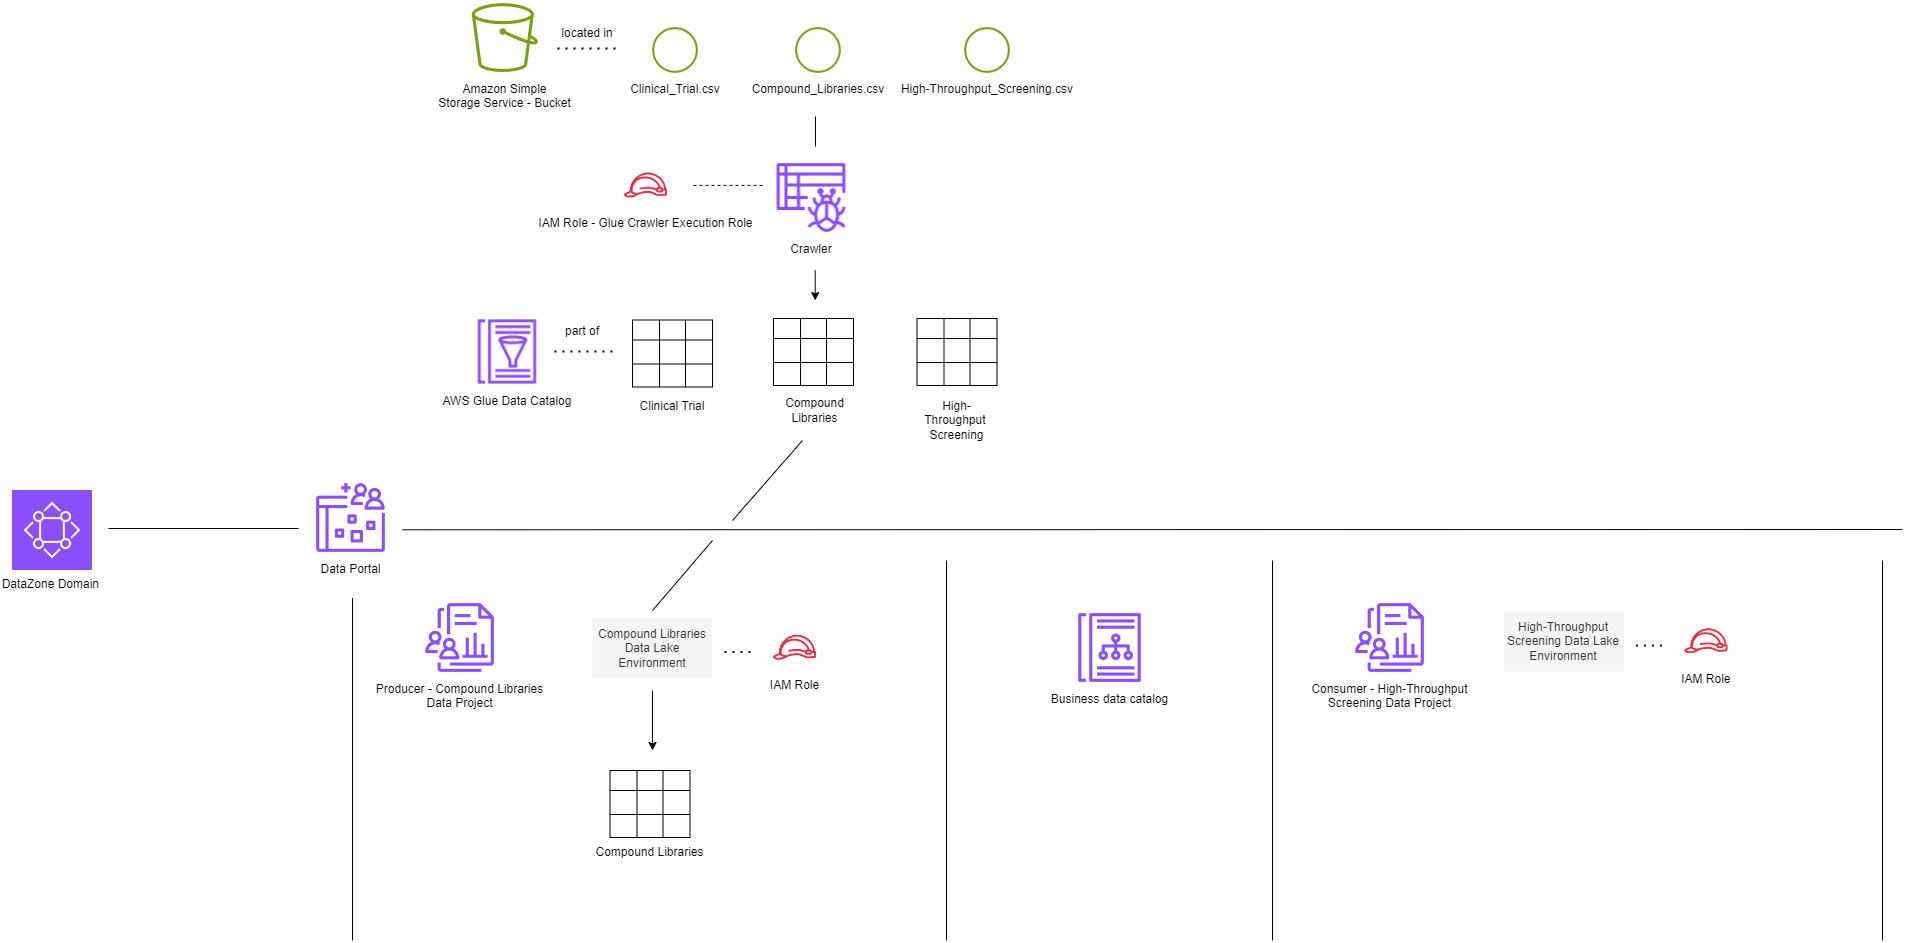 located in
Amazon Simple
Storage Service - Bucket
Clinical_Trial.csv
Compound_Libraries.csv
High-Throughput_Screening.csv
IAM Role - Glue Crawler Execution Role
Crawler
part of
AWS Glue Data Catalog
Clinical Trial
Compound
Libraries
High-
Throughput
Screening
DataZone Domain
Data Portal
Producer - Compound Libraries
Data Project
Compound Libraries
Data Lake
Environment
IAM Role
Compound Libraries
Business data catalog
Consumer - High-Throughput
Screening Data Project
High-Throughput
Screening Data Lake
Environment
IAM Role